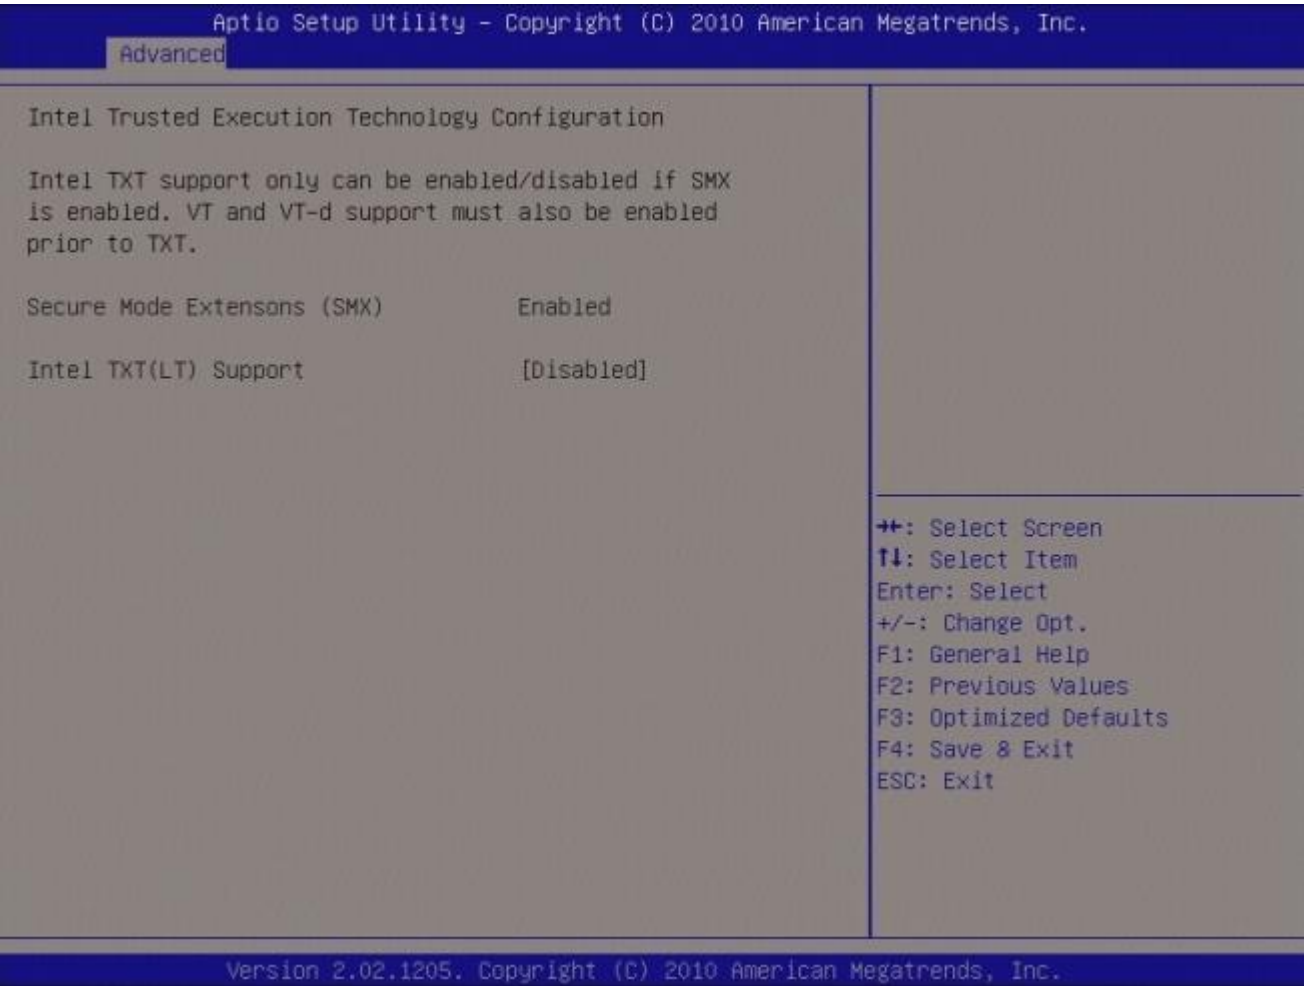 Aptio Setup Utility – Copyright (C) 2010 American Megatrends, Inc.
Advanced
Intel Trusted Execution Technology Configuration
Intel TXT support only can be enabled/disabled if SMX
is enabled. VT and VT-d support must also be enabled
prior to TXT.
Secure Mode Extensons (SMX) Enabled
Intel TXT(LT) Support [Disabled]
→←: Select Screen
↑↓: Select Item
Enter: Select
+/-: Change Opt.
F1: General Help
F2: Previous Values
F3: Optimized Defaults
F4: Save & Exit
ESC: Exit
Version 2.02.1205. Copyright (C) 2010 American Megatrends, Inc.